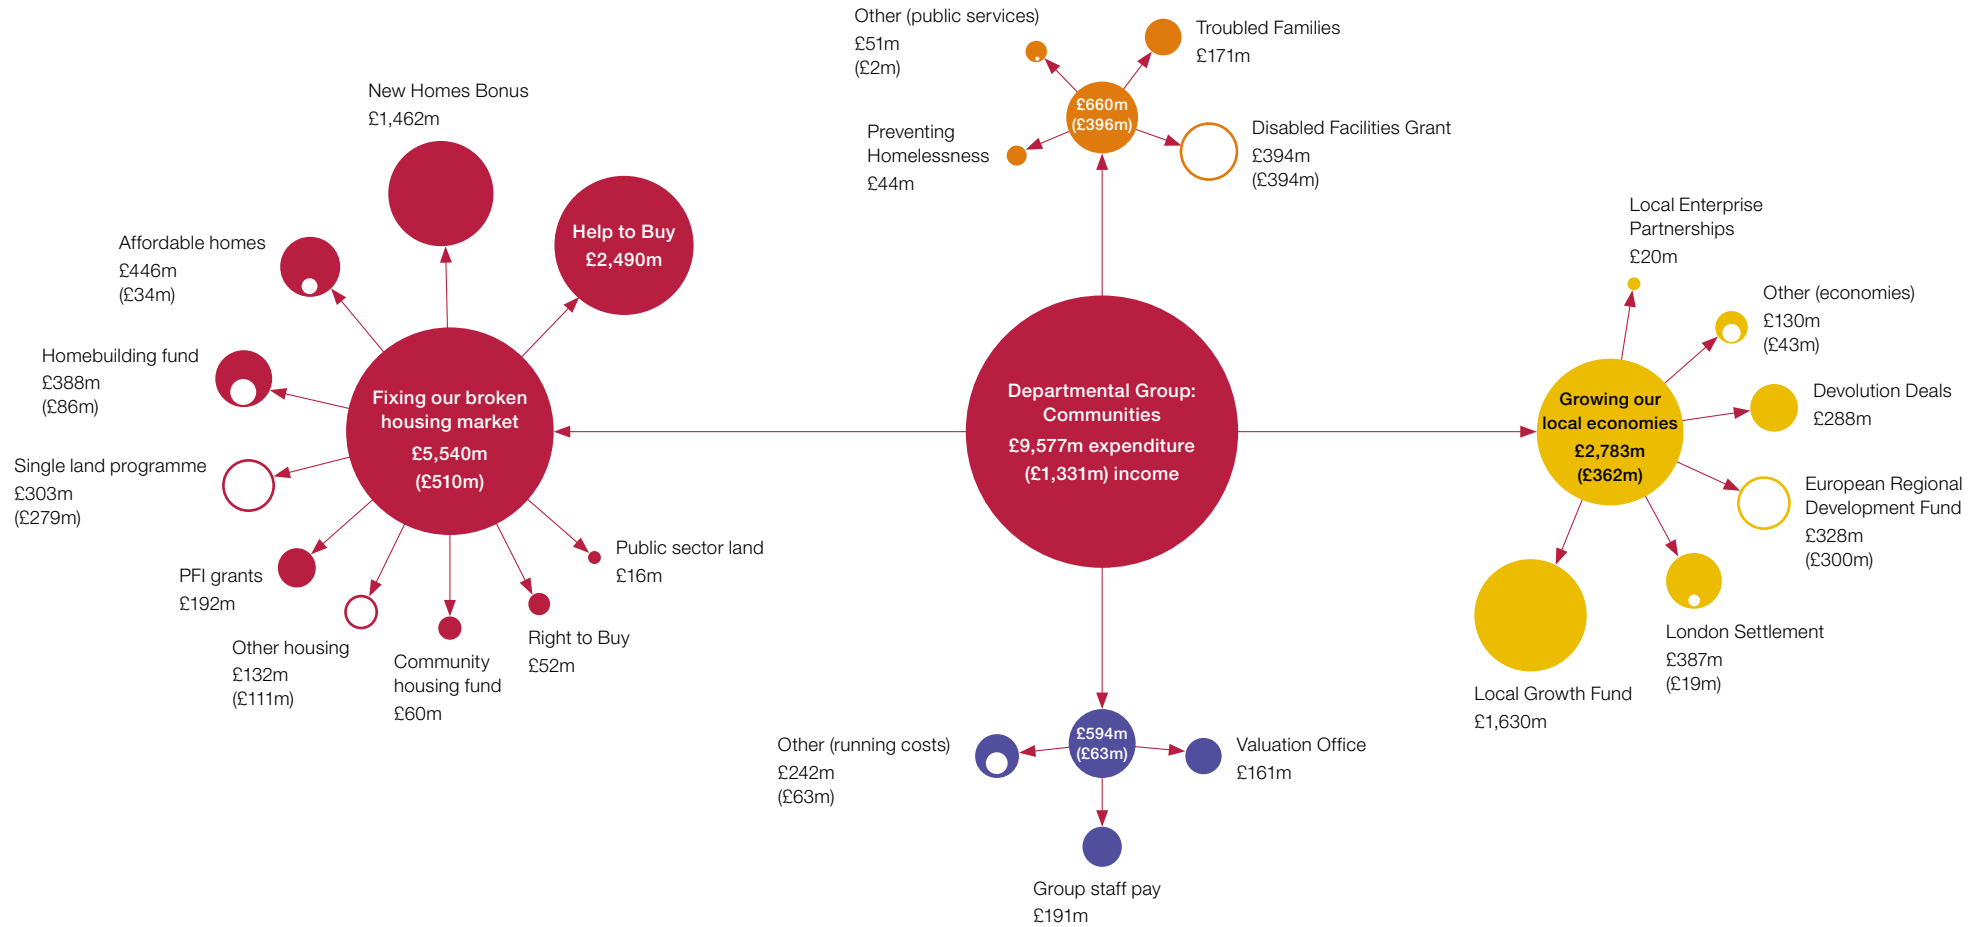 Other (public services)
£51m
(£2m)
Troubled Families
£171m
£660m
(£396m)
Preventing
Homelessness
£44m
Disabled Facilities Grant
£394m
(£394m)
New Homes Bonus
£1,462m
Help to Buy
£2,490m
Affordable homes
£446m
(£34m)
Homebuilding fund
£388m
(£86m)
Single land programme
£303m
(£279m)
PFI grants
£192m
Other housing
£132m
(£111m)
Community
housing fund
£60m
Right to Buy
£52m
Public sector land
£16m
Fixing our broken
housing market
£5,540m
(£510m)
Departmental Group:
Communities
£9,577m expenditure
(£1,331m) income
Local Enterprise
Partnerships
£20m
Other (economies)
£130m
(£43m)
Devolution Deals
£288m
Growing our
local economies
£2,783m
(£362m)
European Regional
Development Fund
£328m
(£300m)
London Settlement
£387m
(£19m)
Local Growth Fund
£1,630m
Other (running costs)
£242m
(£63m)
£594m
(£63m)
Valuation Office
£161m
Group staff pay
£191m